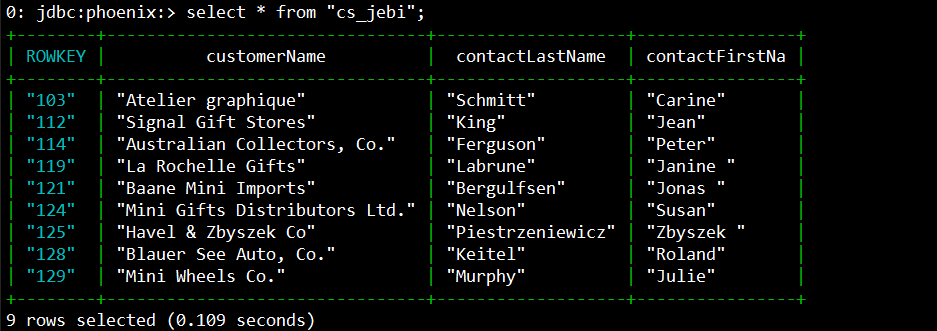 0: jdbc:phoenix:> select * from "cs_jebi";
+---------+--------------------------------+--------------------+----------------+
| ROWKEY | customerName | contactLastName | contactFirstNa |
+---------+--------------------------------+--------------------+----------------+
| "103" | "Atelier graphique" | "Schmitt" | "Carine" |
| "112" | "Signal Gift Stores" | "King" | "Jean" |
| "114" | "Australian Collectors, Co." | "Ferguson" | "Peter" |
| "119" | "La Rochelle Gifts" | "Labrune" | "Janine " |
| "121" | "Baane Mini Imports" | "Bergulfsen" | "Jonas " |
| "124" | "Mini Gifts Distributors Ltd." | "Nelson" | "Susan" |
| "125" | "Havel & Zbyszek Co" | "Piestrzeniewicz" | "Zbyszek " |
| "128" | "Blauer See Auto, Co." | "Keitel" | "Roland" |
| "129" | "Mini Wheels Co." | "Murphy" | "Julie" |
+---------+--------------------------------+--------------------+----------------+
9 rows selected (0.109 seconds)